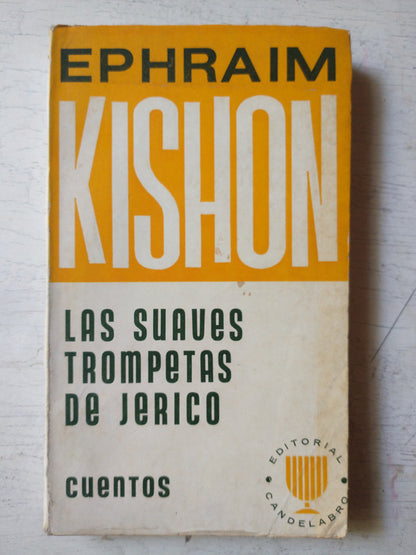 EPHRAIM
KISHON
LAS SUAVES
TROMPETAS
DE JERICO
CUENTOS
EDITORIAL
CANDELABRO